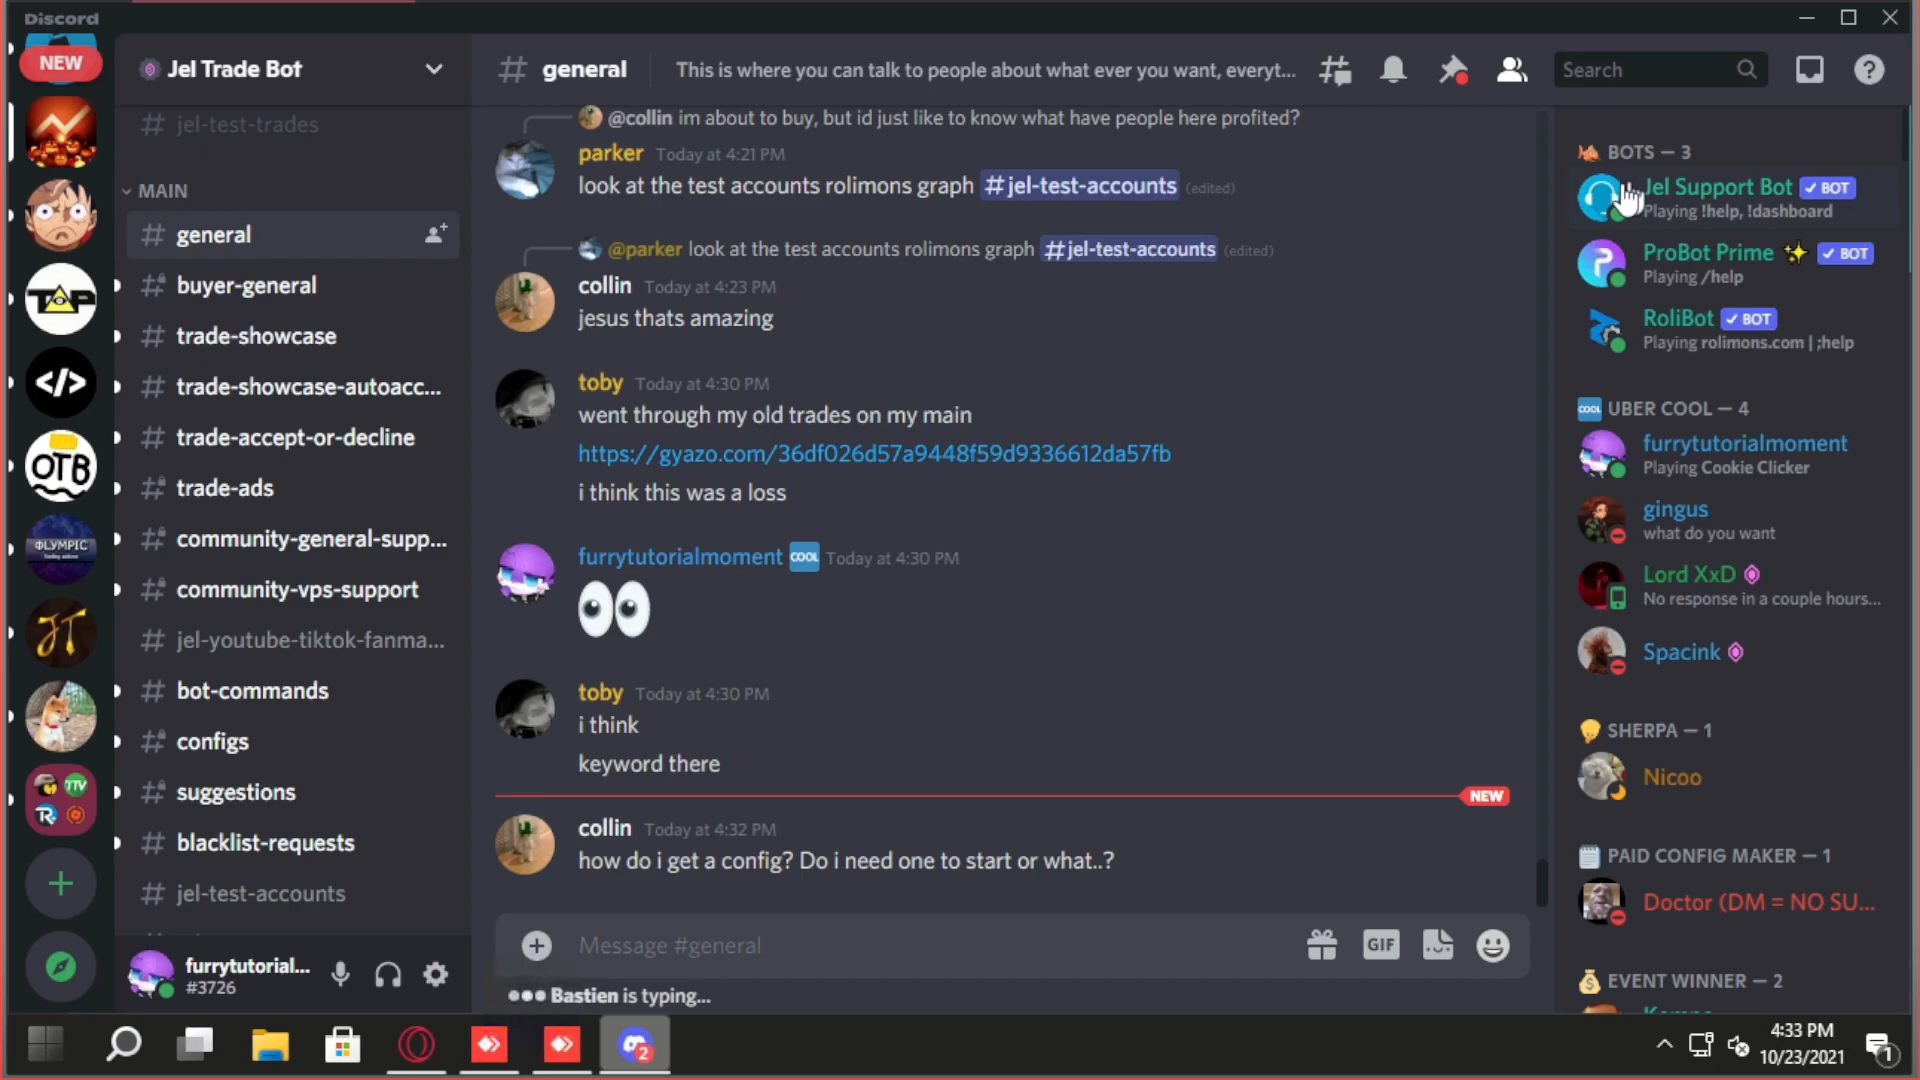 Discord
NEW
TAP
</>
OTB
OLYMPIC
JT
TTV
Jel Trade Bot
jel-test-trades
MAIN
general
buyer-general
trade-showcase
trade-showcase-autoacc...
trade-accept-or-decline
trade-ads
community-general-supp...
community-vps-support
jel-youtube-tiktok-fanma...
bot-commands
configs
suggestions
blacklist-requests
jel-test-accounts
furrytutorial...
#3726
# general
This is where you can talk to people about what ever you want, everyt...
Search
@collin im about to buy, but id just like to know what have people here profited?
parker Today at 4:21 PM
look at the test accounts rolimons graph #jel-test-accounts (edited)
@parker look at the test accounts rolimons graph #jel-test-accounts (edited)
collin Today at 4:23 PM
jesus thats amazing
toby Today at 4:30 PM
went through my old trades on my main
https://gyazo.com/36df026d57a9448f59d9336612da57fb
i think this was a loss
furrytutorialmoment COOL Today at 4:30 PM
toby Today at 4:30 PM
i think
keyword there
NEW
collin Today at 4:32 PM
how do i get a config? Do i need one to start or what..?
Message #general
GIF
Bastien is typing...
BOTS — 3
Jel Support Bot BOT
Playing !help, !dashboard
ProBot Prime BOT
Playing /help
RoliBot BOT
Playing rolimons.com | ;help
COOL UBER COOL — 4
furrytutorialmoment
Playing Cookie Clicker
gingus
what do you want
Lord XxD
No response in a couple hours...
Spacink
SHERPA — 1
Nicoo
PAID CONFIG MAKER — 1
Doctor (DM = NO SU...
EVENT WINNER — 2
2
4:33 PM
10/23/2021
1